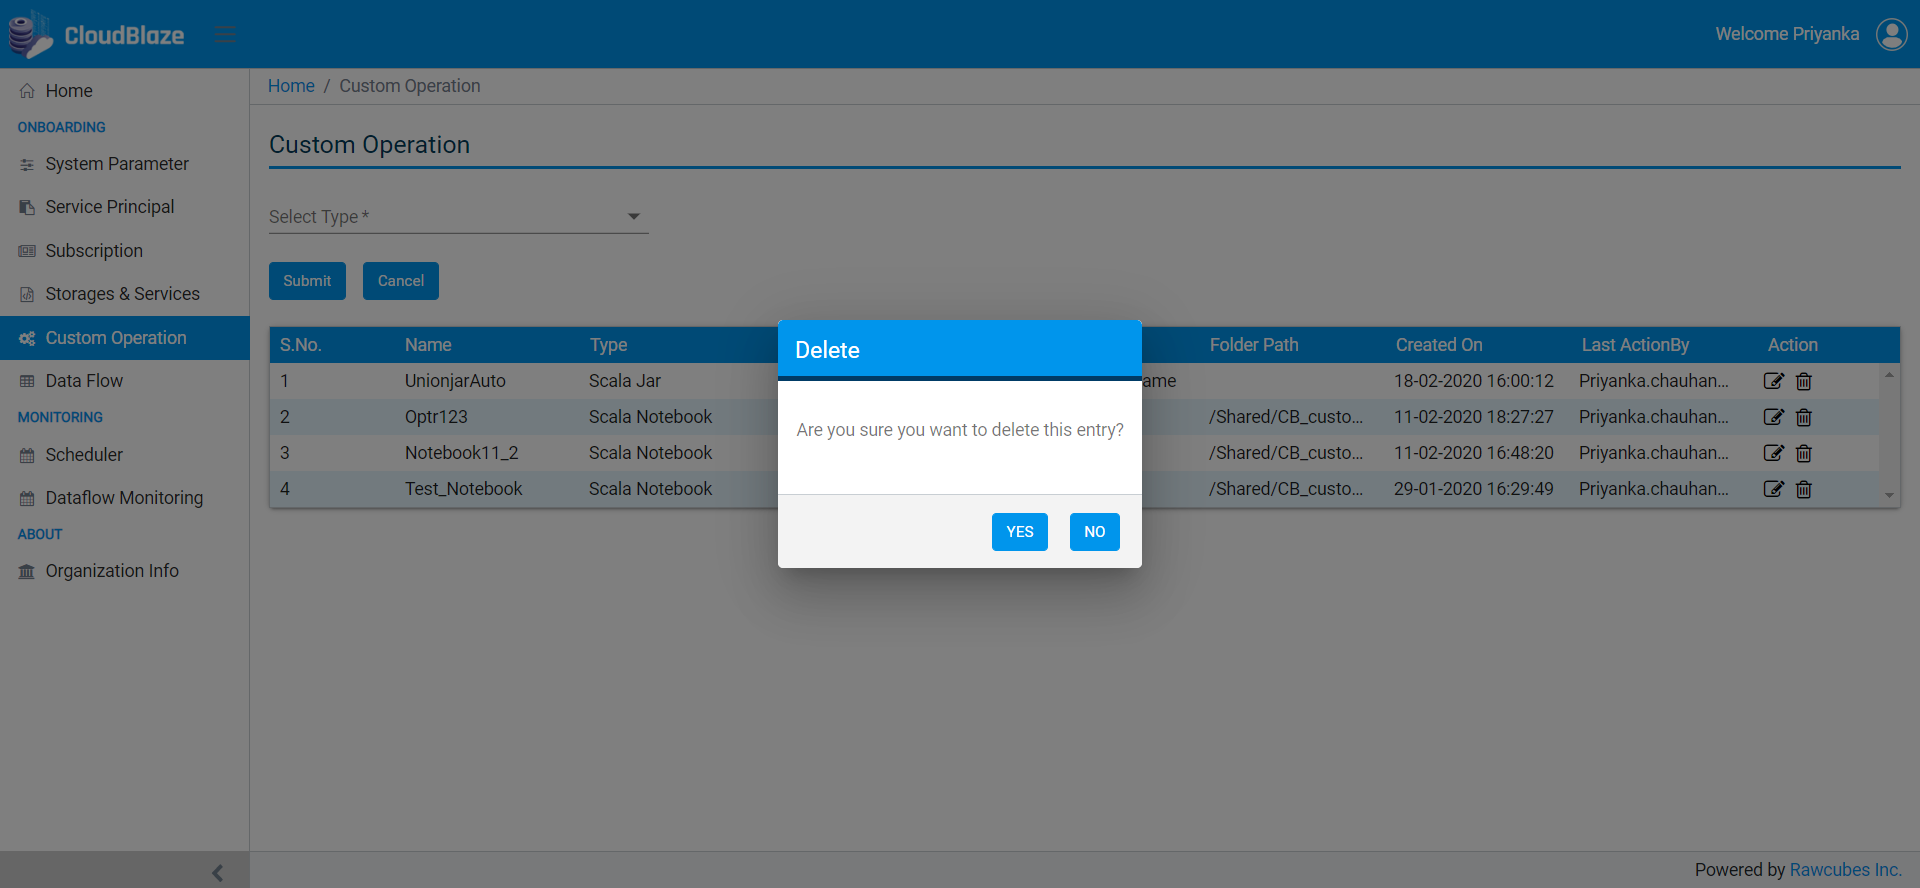 CloudBlaze
Welcome Priyanka
Home
ONBOARDING
System Parameter
Service Principal
Subscription
Storages & Services
Custom Operation
Data Flow
MONITORING
Scheduler
Dataflow Monitoring
ABOUT
Organization Info
Home / Custom Operation
Custom Operation
Select Type *
Submit Cancel
S.No. Name Type Folder Path Created On Last ActionBy Action
1 UnionjarAuto Scala Jar ame 18-02-2020 16:00:12 Priyanka.chauhan...
2 Optr123 Scala Notebook /Shared/CB_custo... 11-02-2020 18:27:27 Priyanka.chauhan...
3 Notebook11_2 Scala Notebook /Shared/CB_custo... 11-02-2020 16:48:20 Priyanka.chauhan...
4 Test_Notebook Scala Notebook /Shared/CB_custo... 29-01-2020 16:29:49 Priyanka.chauhan...
Delete
Are you sure you want to delete this entry?
YES NO
Powered by Rawcubes Inc.